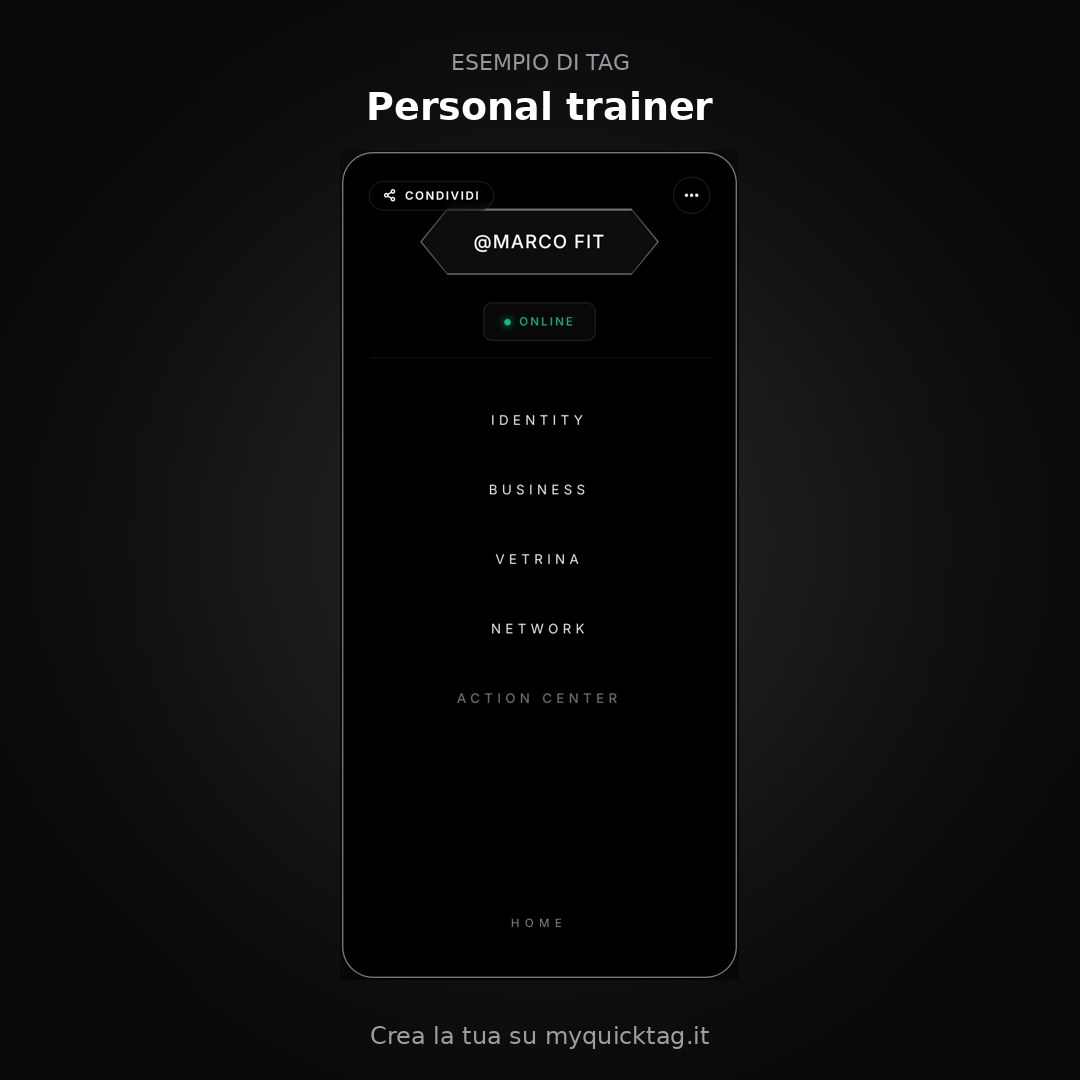 ESEMPIO DI TAG
Personal trainer
CONDIVIDI
@MARCO FIT
ONLINE
IDENTITY
BUSINESS
VETRINA
NETWORK
ACTION CENTER
HOME
Crea la tua su myquicktag.it